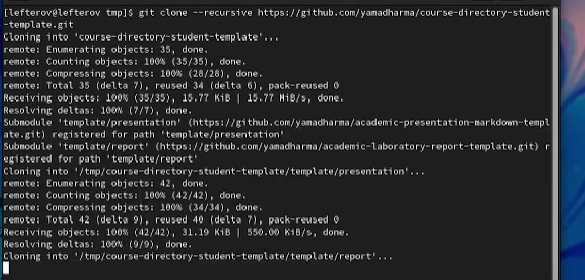 [lefterov@lefterov tmp]$ git clone --recursive https://github.com/yamadharma/course-directory-student
-template.git
Cloning into 'course-directory-student-template'...
remote: Enumerating objects: 35, done.
remote: Counting objects: 100% (35/35), done.
remote: Compressing objects: 100% (28/28), done.
remote: Total 35 (delta 7), reused 34 (delta 6), pack-reused 0
Receiving objects: 100% (35/35), 15.77 KiB | 15.77 MiB/s, done.
Resolving deltas: 100% (7/7), done.
Submodule 'template/presentation' (https://github.com/yamadharma/academic-presentation-markdown-templ
ate.git) registered for path 'template/presentation'
Submodule 'template/report' (https://github.com/yamadharma/academic-laboratory-report-template.git) r
egistered for path 'template/report'
Cloning into '/tmp/course-directory-student-template/template/presentation'...
remote: Enumerating objects: 42, done.
remote: Counting objects: 100% (42/42), done.
remote: Compressing objects: 100% (34/34), done.
remote: Total 42 (delta 9), reused 40 (delta 7), pack-reused 0
Receiving objects: 100% (42/42), 31.19 KiB | 550.00 KiB/s, done.
Resolving deltas: 100% (9/9), done.
Cloning into '/tmp/course-directory-student-template/template/report'...